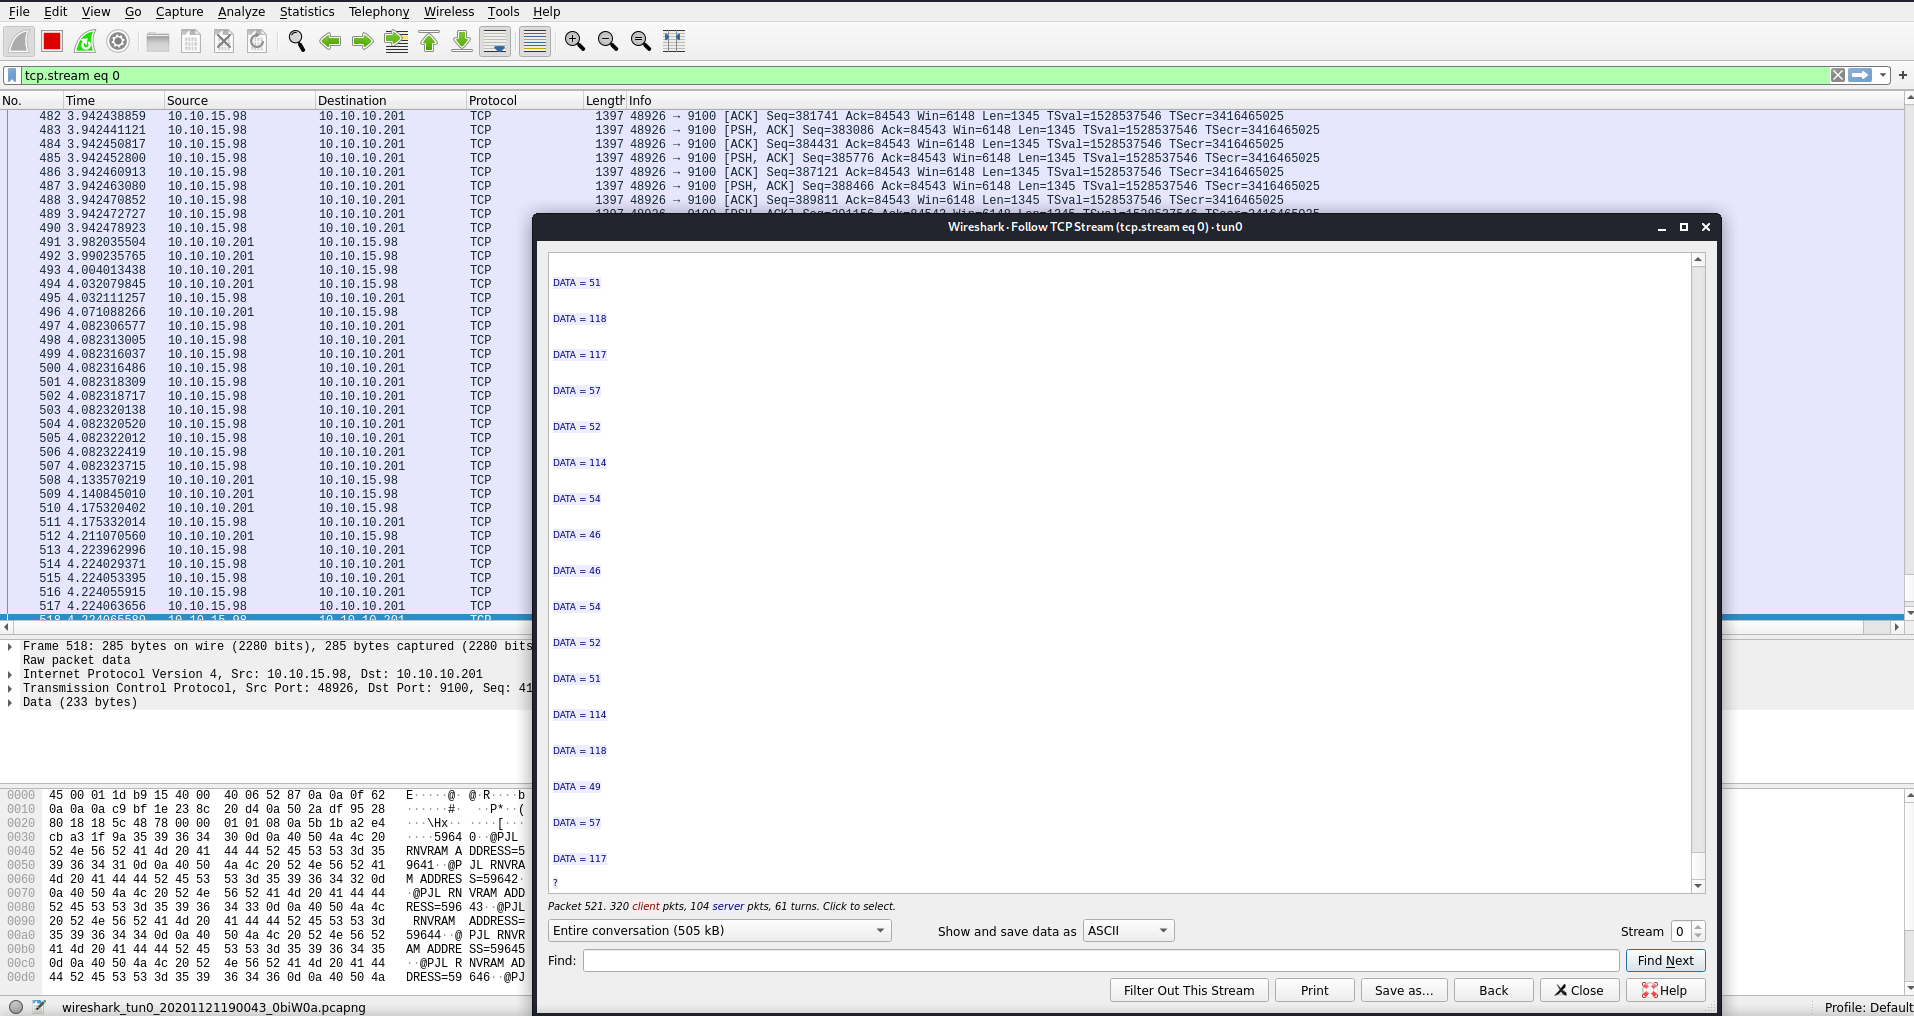 File Edit View Go Capture Analyze Statistics Telephony Wireless Tools Help
tcp.stream eq 0
No. Time Source Destination Protocol Length Info
482 3.942438859 10.10.15.98 10.10.10.201 TCP 1397 48926 → 9100 [ACK] Seq=381741 Ack=84543 Win=6148 Len=1345 TSval=1528537546 TSecr=3416465025
483 3.942441121 10.10.15.98 10.10.10.201 TCP 1397 48926 → 9100 [PSH, ACK] Seq=383086 Ack=84543 Win=6148 Len=1345 TSval=1528537546 TSecr=3416465025
484 3.942450817 10.10.15.98 10.10.10.201 TCP 1397 48926 → 9100 [ACK] Seq=384431 Ack=84543 Win=6148 Len=1345 TSval=1528537546 TSecr=3416465025
485 3.942452800 10.10.15.98 10.10.10.201 TCP 1397 48926 → 9100 [PSH, ACK] Seq=385776 Ack=84543 Win=6148 Len=1345 TSval=1528537546 TSecr=3416465025
486 3.942460913 10.10.15.98 10.10.10.201 TCP 1397 48926 → 9100 [ACK] Seq=387121 Ack=84543 Win=6148 Len=1345 TSval=1528537546 TSecr=3416465025
487 3.942463080 10.10.15.98 10.10.10.201 TCP 1397 48926 → 9100 [PSH, ACK] Seq=388466 Ack=84543 Win=6148 Len=1345 TSval=1528537546 TSecr=3416465025
488 3.942470852 10.10.15.98 10.10.10.201 TCP 1397 48926 → 9100 [ACK] Seq=389811 Ack=84543 Win=6148 Len=1345 TSval=1528537546 TSecr=3416465025
489 3.942472727 10.10.15.98 10.10.10.201 TCP
490 3.942478923 10.10.15.98 10.10.10.201 TCP
491 3.982035504 10.10.10.201 10.10.15.98 TCP
492 3.990235765 10.10.10.201 10.10.15.98 TCP
493 4.004013438 10.10.10.201 10.10.15.98 TCP
494 4.032079845 10.10.10.201 10.10.15.98 TCP
495 4.032111257 10.10.15.98 10.10.10.201 TCP
496 4.071088266 10.10.10.201 10.10.15.98 TCP
497 4.082306577 10.10.15.98 10.10.10.201 TCP
498 4.082313005 10.10.15.98 10.10.10.201 TCP
499 4.082316037 10.10.15.98 10.10.10.201 TCP
500 4.082316486 10.10.15.98 10.10.10.201 TCP
501 4.082318309 10.10.15.98 10.10.10.201 TCP
502 4.082318717 10.10.15.98 10.10.10.201 TCP
503 4.082320138 10.10.15.98 10.10.10.201 TCP
504 4.082320520 10.10.15.98 10.10.10.201 TCP
505 4.082322012 10.10.15.98 10.10.10.201 TCP
506 4.082322419 10.10.15.98 10.10.10.201 TCP
507 4.082323715 10.10.15.98 10.10.10.201 TCP
508 4.133570219 10.10.10.201 10.10.15.98 TCP
509 4.140845010 10.10.10.201 10.10.15.98 TCP
510 4.175320402 10.10.10.201 10.10.15.98 TCP
511 4.175332014 10.10.15.98 10.10.10.201 TCP
512 4.211070560 10.10.10.201 10.10.15.98 TCP
513 4.223962996 10.10.15.98 10.10.10.201 TCP
514 4.224029371 10.10.15.98 10.10.10.201 TCP
515 4.224053395 10.10.15.98 10.10.10.201 TCP
516 4.224055915 10.10.15.98 10.10.10.201 TCP
517 4.224063656 10.10.15.98 10.10.10.201 TCP
518 4.224065589 10.10.15.98 10.10.10.201 TCP
Frame 518: 285 bytes on wire (2280 bits), 285 bytes captured (2280 bits
Raw packet data
Internet Protocol Version 4, Src: 10.10.15.98, Dst: 10.10.10.201
Transmission Control Protocol, Src Port: 48926, Dst Port: 9100, Seq: 41
Data (233 bytes)
0000 45 00 01 1d b9 15 40 00 40 06 52 87 0a 0a 0f 62 E·····@· @·R····b
0010 0a 0a 0a c9 bf 1e 23 8c 20 d4 0a 50 2a df 95 28 ······#· ··P*··(
0020 80 18 18 5c 48 78 00 00 01 01 08 0a 5b 1b a2 e4 ···\Hx·· ····[···
0030 cb a3 1f 9a 35 39 36 34 30 0d 0a 40 50 4a 4c 20 ····5964 0··@PJL
0040 52 4e 56 52 41 4d 20 41 44 44 52 45 53 53 3d 35 RNVRAM A DDRESS=5
0050 39 36 34 31 0d 0a 40 50 4a 4c 20 52 4e 56 52 41 9641··@P JL RNVRA
0060 4d 20 41 44 44 52 45 53 53 3d 35 39 36 34 32 0d M ADDRES S=59642·
0070 0a 40 50 4a 4c 20 52 4e 56 52 41 4d 20 41 44 44 ·@PJL RN VRAM ADD
0080 52 45 53 53 3d 35 39 36 34 33 0d 0a 40 50 4a 4c RESS=596 43··@PJL
0090 20 52 4e 56 52 41 4d 20 41 44 44 52 45 53 53 3d RNVRAM ADDRESS=
00a0 35 39 36 34 34 0d 0a 40 50 4a 4c 20 52 4e 56 52 59644··@ PJL RNVR
00b0 41 4d 20 41 44 44 52 45 53 53 3d 35 39 36 34 35 AM ADDRE SS=59645
00c0 0d 0a 40 50 4a 4c 20 52 4e 56 52 41 4d 20 41 44 ··@PJL R NVRAM AD
00d0 44 52 45 53 53 3d 35 39 36 34 36 0d 0a 40 50 4a DRESS=59 646··@PJ
wireshark_tun0_20201121190043_0biW0a.pcapng
Profile: Default
Wireshark · Follow TCP Stream (tcp.stream eq 0) · tun0
DATA = 51
DATA = 118
DATA = 117
DATA = 57
DATA = 52
DATA = 114
DATA = 54
DATA = 46
DATA = 46
DATA = 54
DATA = 52
DATA = 51
DATA = 114
DATA = 118
DATA = 49
DATA = 57
DATA = 117
?
Packet 521. 320 client pkts, 104 server pkts, 61 turns. Click to select.
Entire conversation (505 kB) Show and save data as ASCII Stream 0
Find: Find Next
Filter Out This Stream Print Save as... Back Close Help